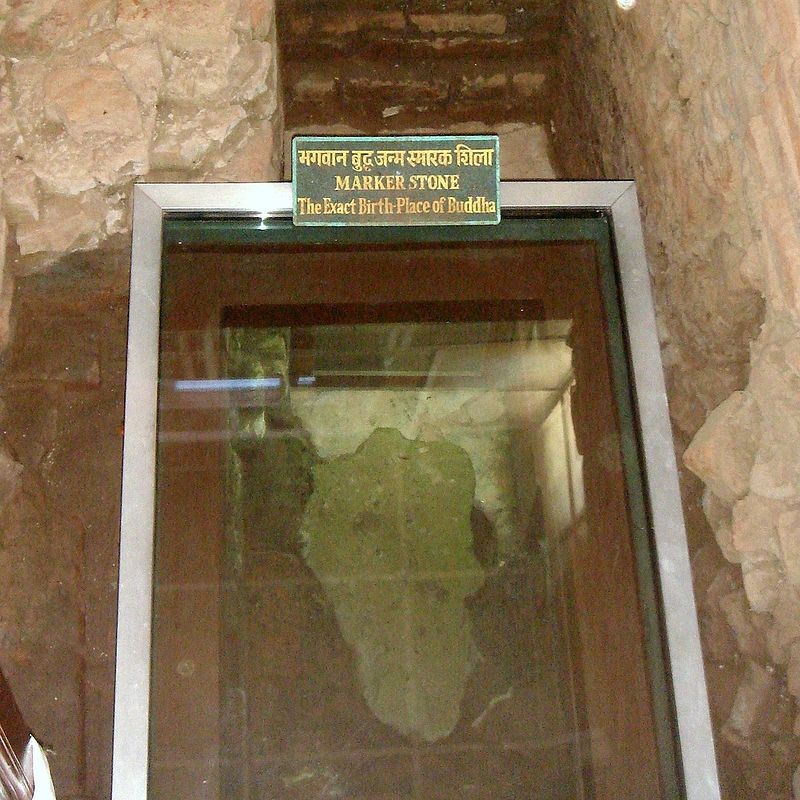 भगवान बुद्ध जन्म स्मारक शिला
MARKER STONE
The Exact Birth-Place of Buddha